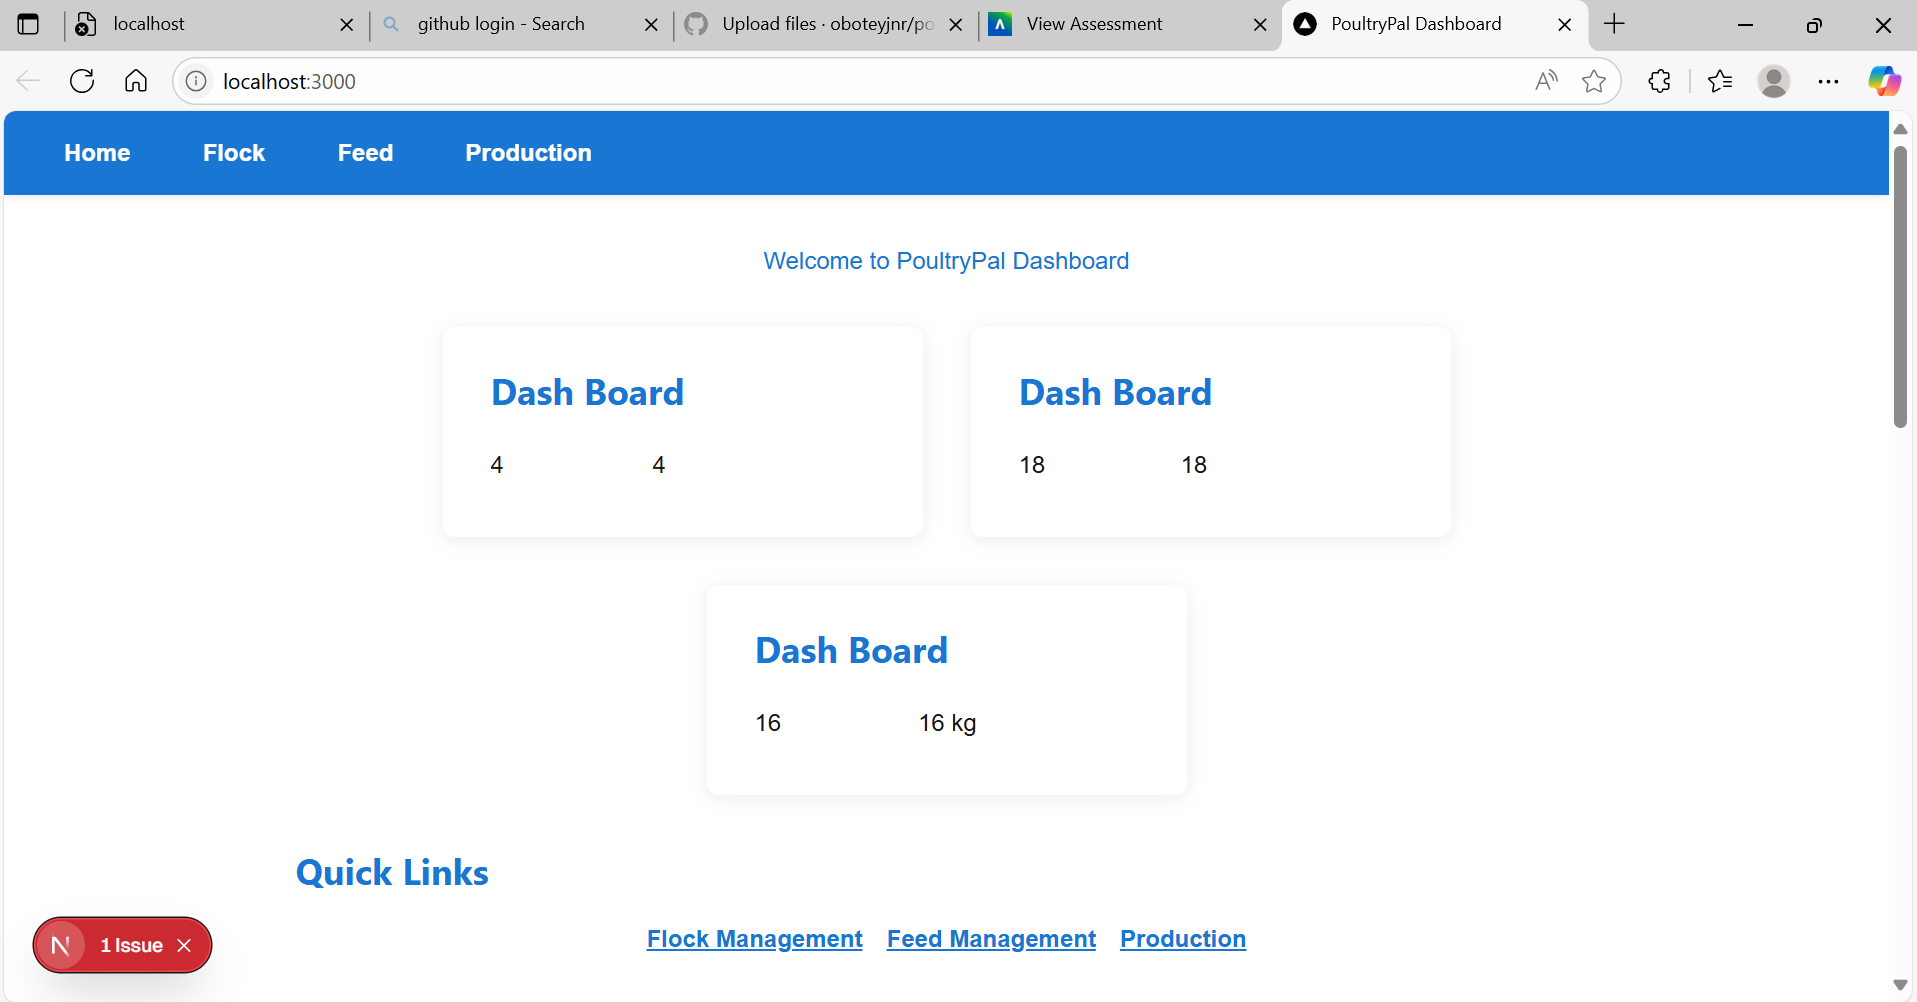 localhost
github login - Search
Upload files · oboteyjnr/po
View Assessment
PoultryPal Dashboard
localhost:3000
Home Flock Feed Production
Welcome to PoultryPal Dashboard
Dash Board
4 4
Dash Board
18 18
Dash Board
16 16 kg
Quick Links
Flock Management Feed Management Production
N 1 Issue